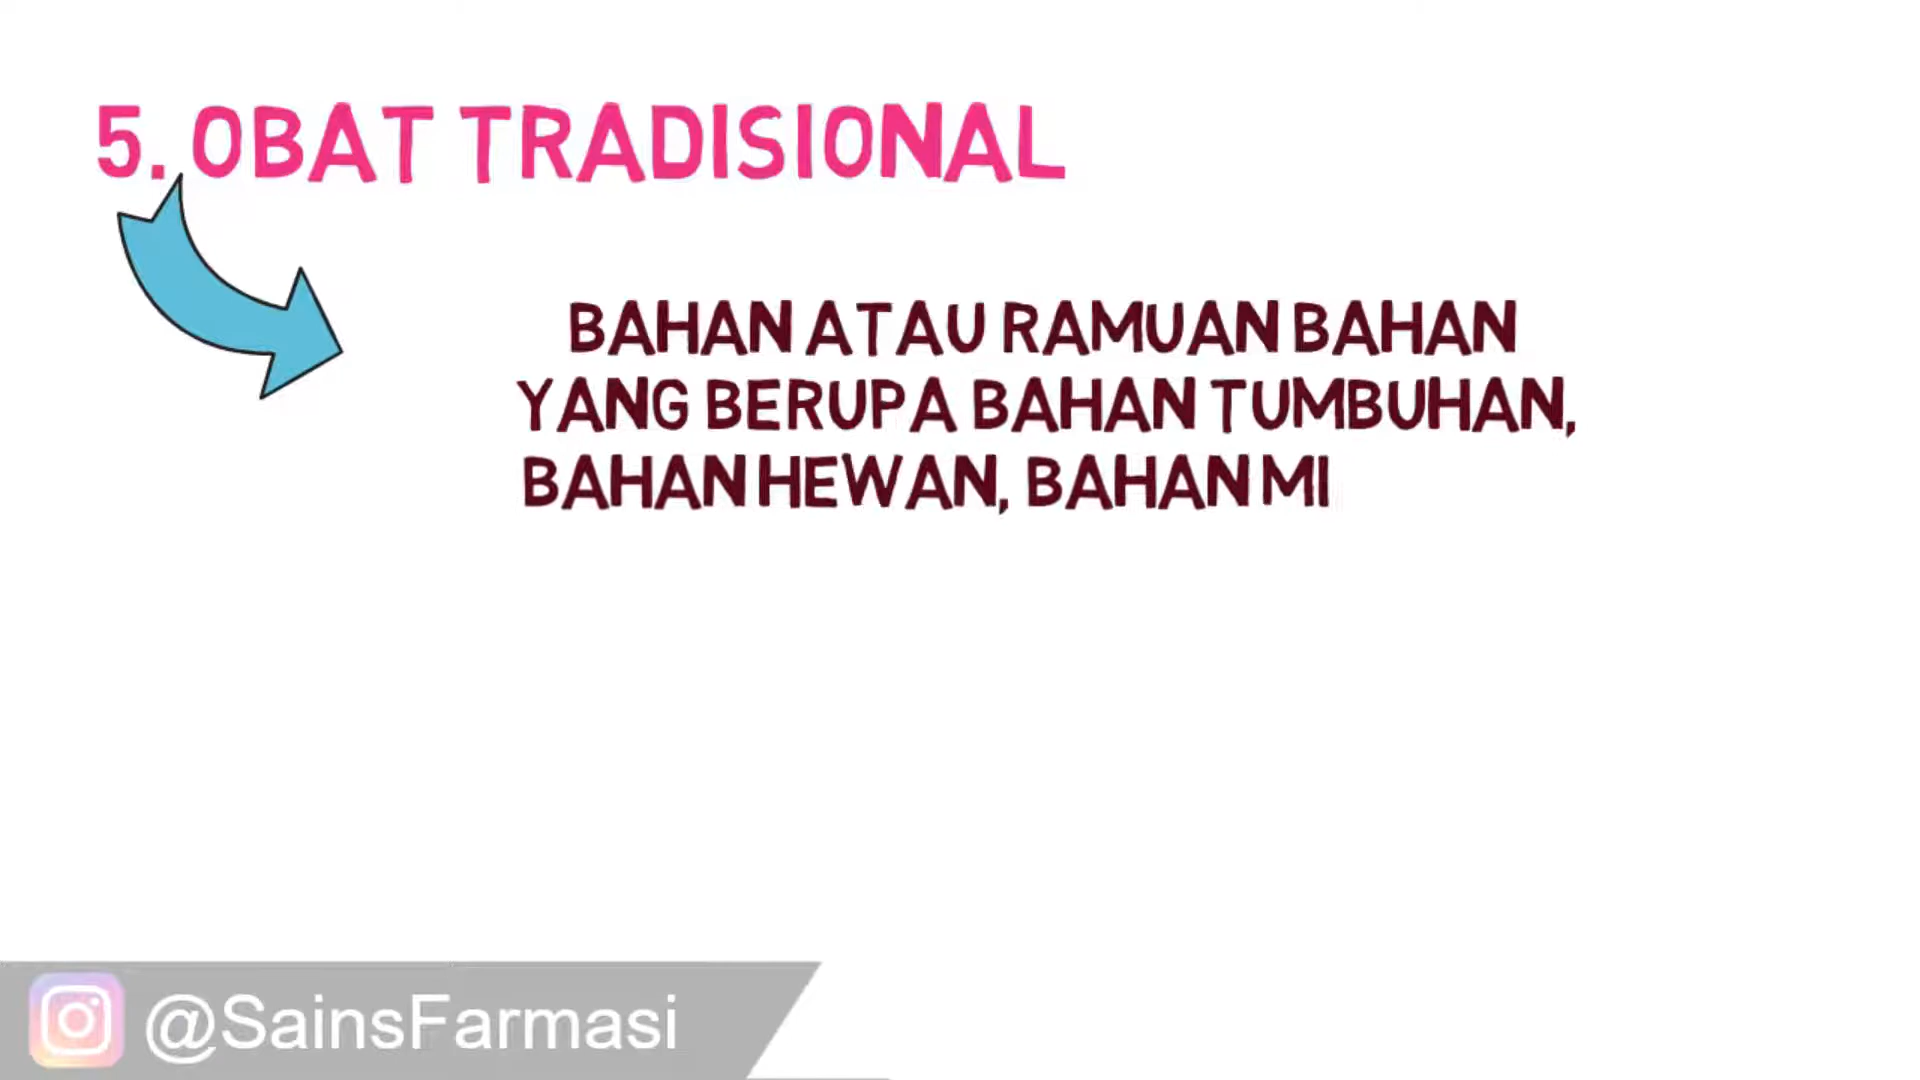 5. OBAT TRADISIONAL
BAHAN ATAU RAMUAN BAHAN
YANG BERUPA BAHAN TUMBUHAN,
BAHAN HEWAN, BAHAN MI
@SainsFarmasi